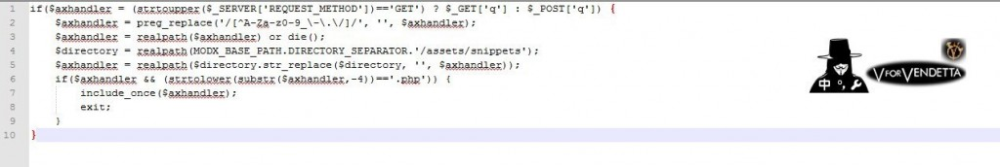 1 if($axhandler = (strtoupper($_SERVER['REQUEST_METHOD'])=='GET') ? $_GET['q'] : $_POST['q']) {
2 $axhandler = preg_replace('/[^A-Za-z0-9_\-\.\/]/', '', $axhandler);
3 $axhandler = realpath($axhandler) or die();
4 $directory = realpath(MODX_BASE_PATH.DIRECTORY_SEPARATOR.'/assets/snippets');
5 $axhandler = realpath($directory.str_replace($directory, '', $axhandler));
6 if($axhandler && (strtolower(substr($axhandler,-4))=='.php')) {
7 include_once($axhandler);
8 exit;
9 }
10 }
中 °,
V FOR VENDETTA